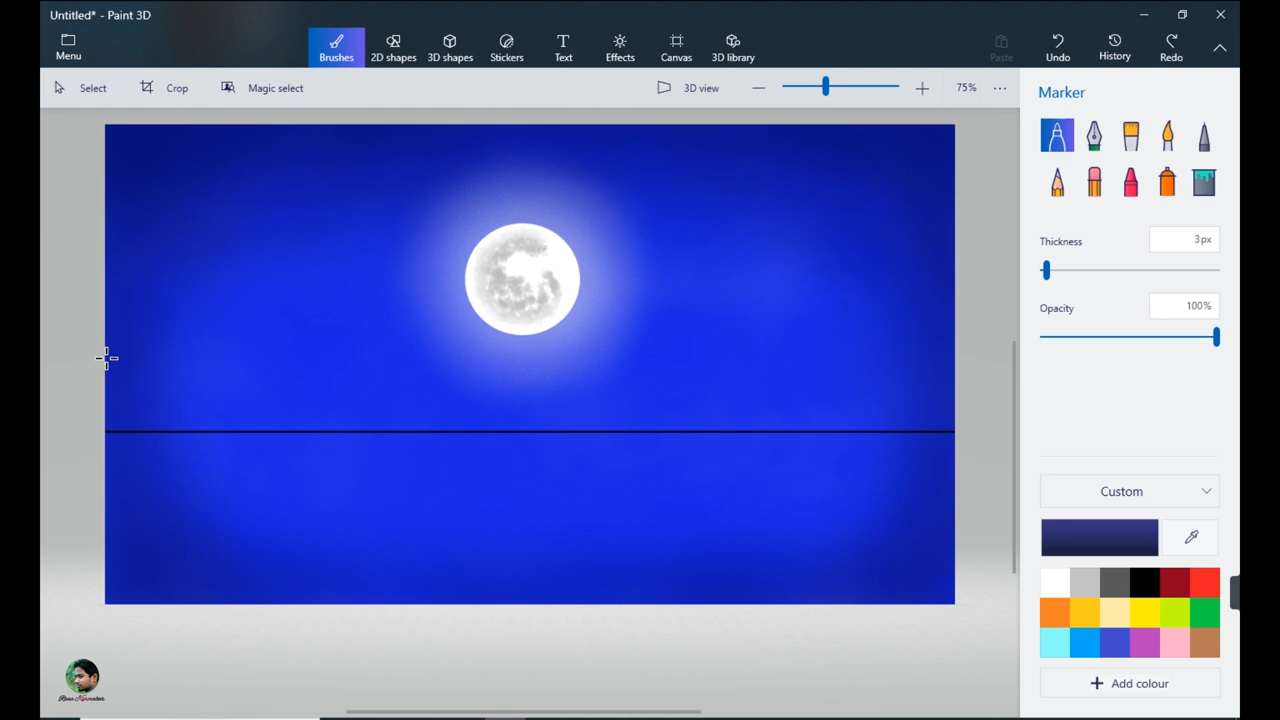 Untitled* - Paint 3D
Menu
Brushes
2D shapes
3D shapes
Stickers
Text
Effects
Canvas
3D library
Paste
Undo
History
Redo
Select
Crop
Magic select
3D view
75%
Marker
Thickness
3px
Opacity
100%
Custom
Add colour